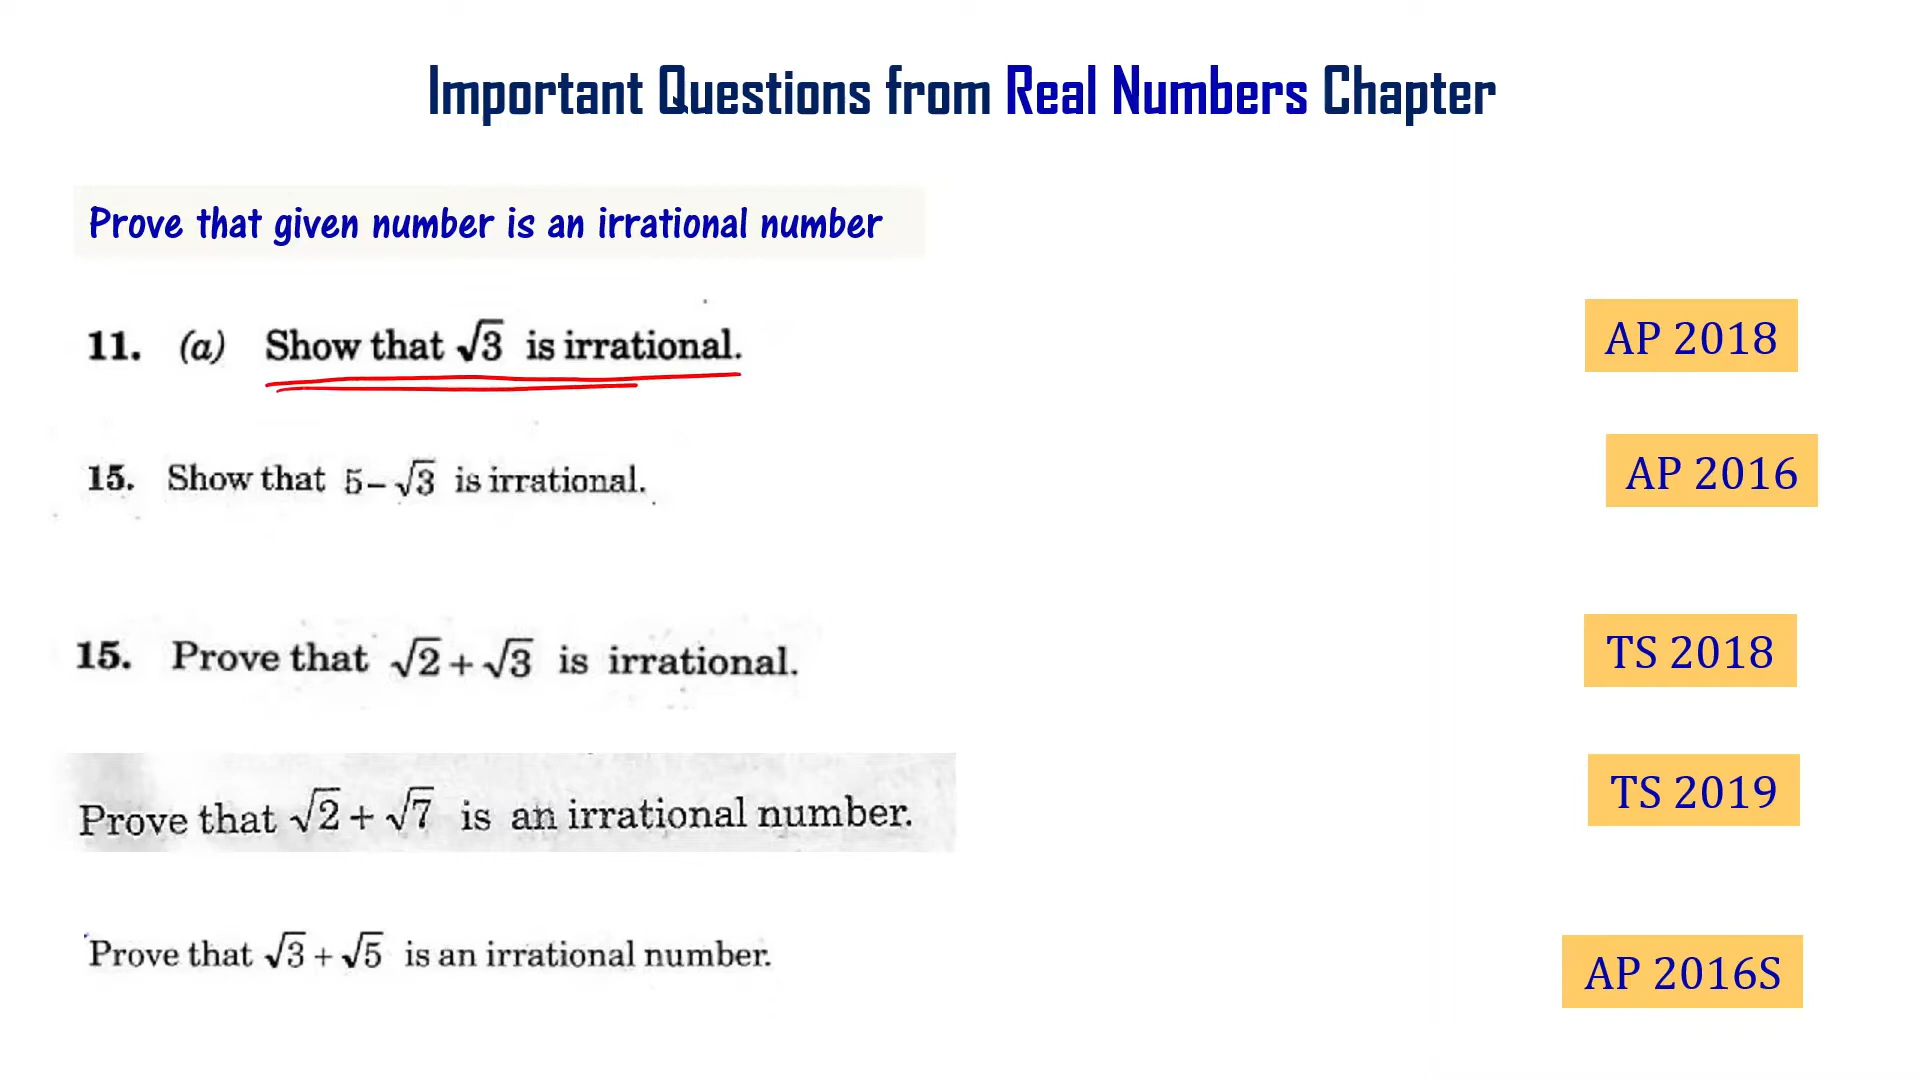 Important Questions from Real Numbers Chapter
Prove that given number is an irrational number
11. (a) Show that √3 is irrational.
AP 2018
15. Show that 5-√3 is irrational.
AP 2016
15. Prove that √2 + √3 is irrational.
TS 2018
Prove that √2 + √7 is an irrational number.
TS 2019
Prove that √3 + √5 is an irrational number.
AP 2016S